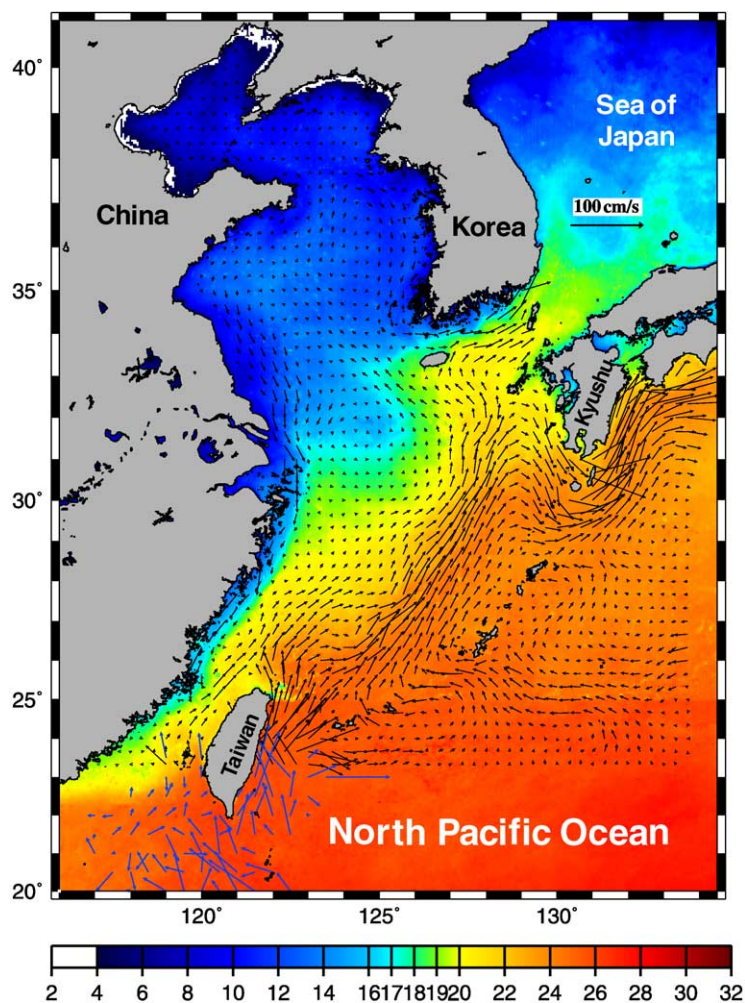 40°
Sea of
Japan
China
Korea
100 cm/s
35°
Kyushu
30°
25°
Taiwan
North Pacific Ocean
20°
120° 125° 130°
2 4 6 8 10 12 14 16 17 18 19 20 22 24 26 28 30 32